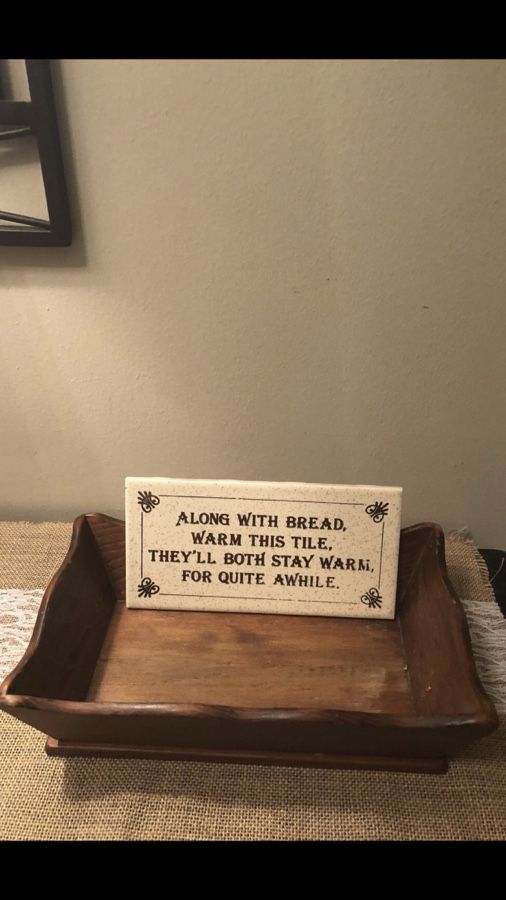 ALONG WITH BREAD,
WARM THIS TILE,
THEY'LL BOTH STAY WARM,
FOR QUITE AWHILE.